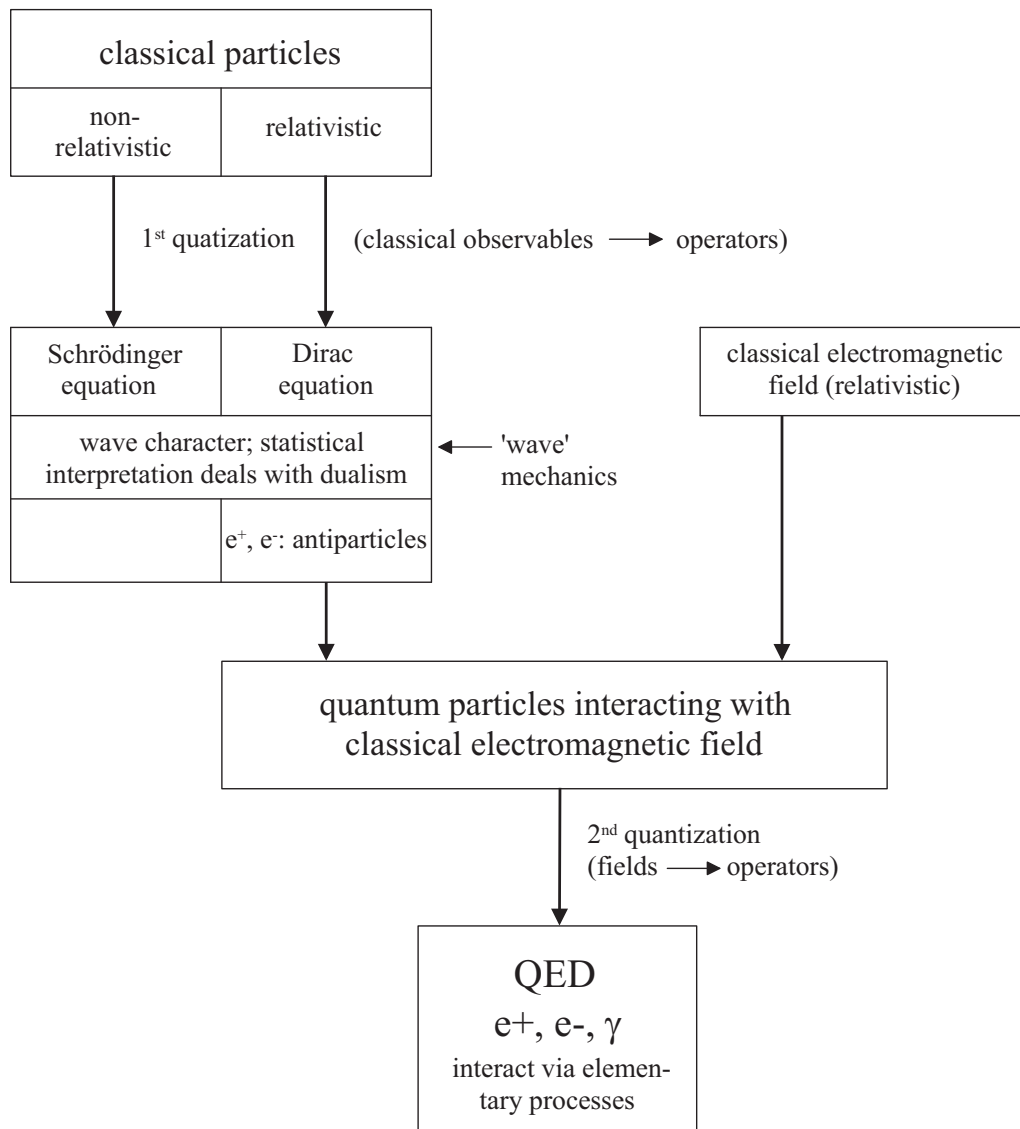 classical particles
non-
relativistic
relativistic
1st quatization
(classical observables → operators)
Schrödinger
equation
Dirac
equation
classical electromagnetic
field (relativistic)
wave character; statistical
interpretation deals with dualism
'wave'
mechanics
e⁺, e⁻: antiparticles
quantum particles interacting with
classical electromagnetic field
2nd quantization
(fields → operators)
QED
e+, e-, γ
interact via elemen-
tary processes